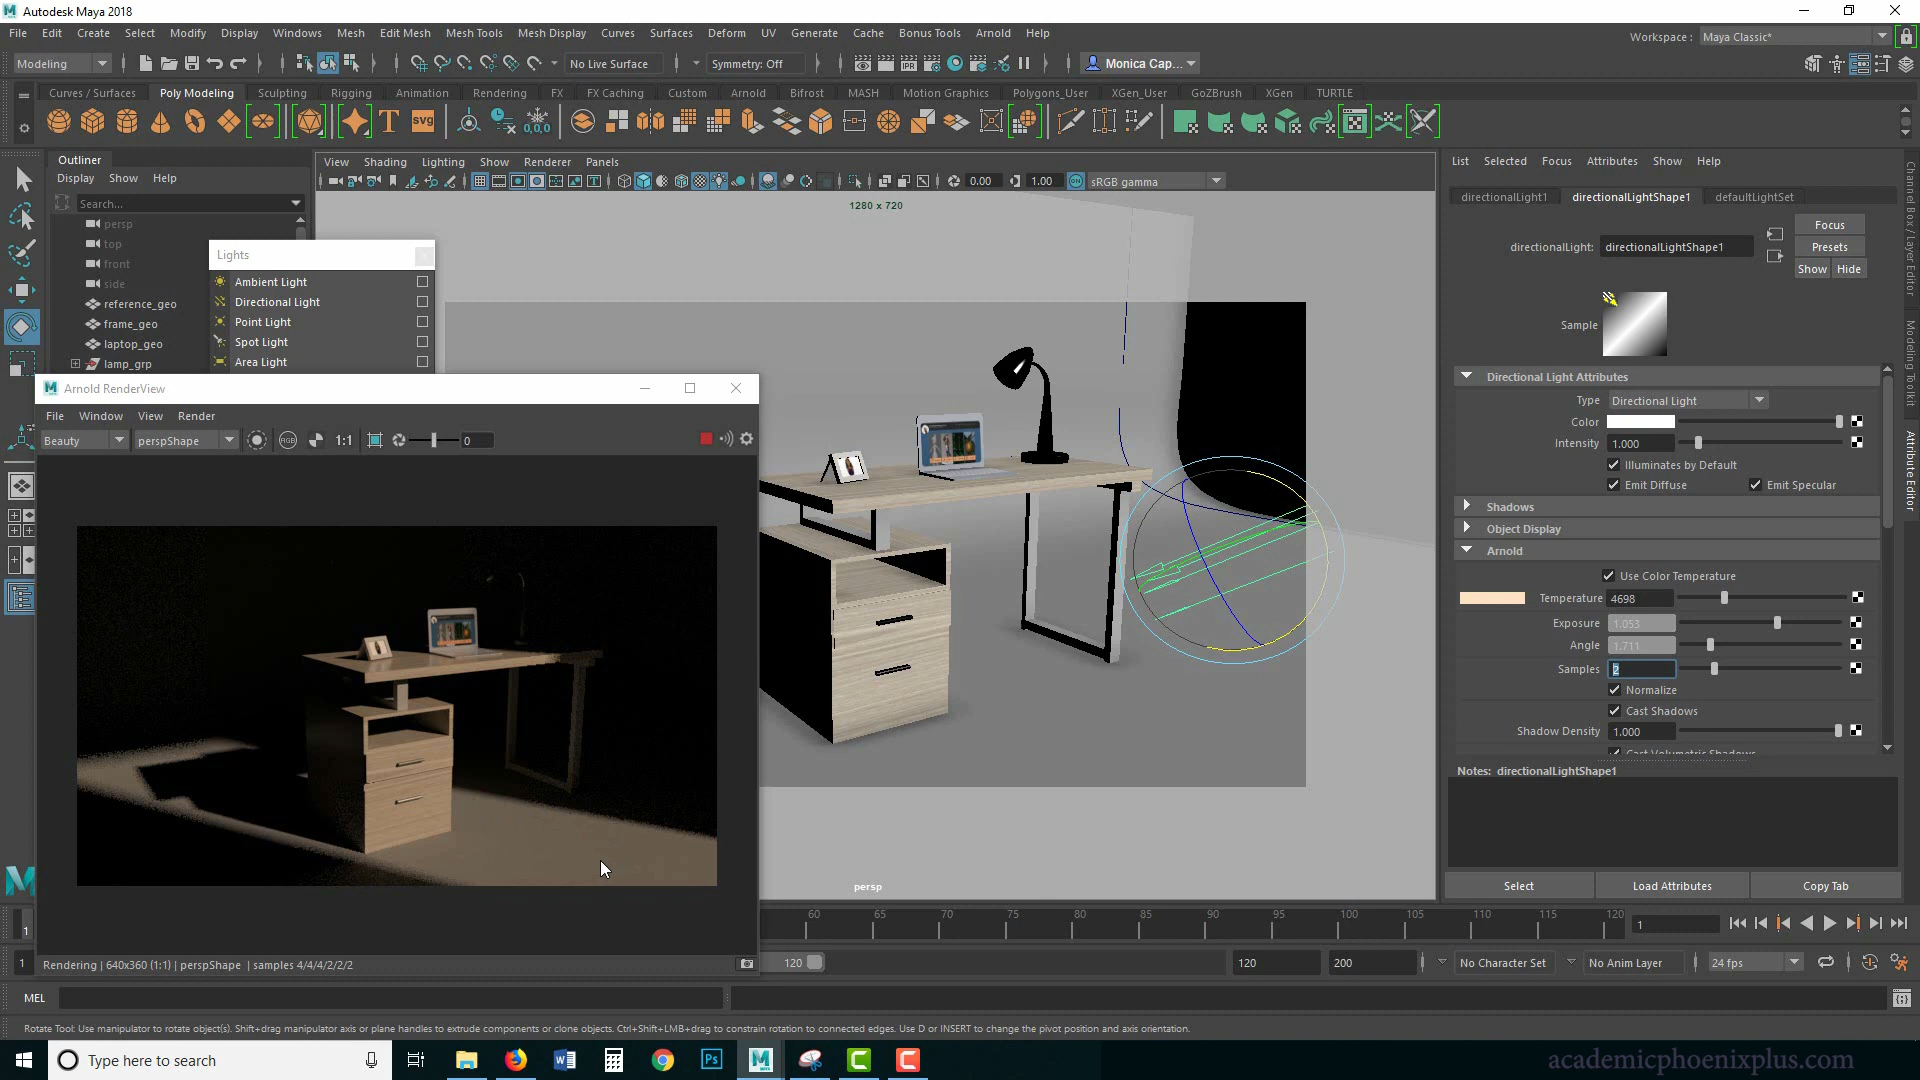 Autodesk Maya 2018
File Edit Create Select Modify Display Windows Mesh Edit Mesh Mesh Tools Mesh Display Curves Surfaces Deform UV Generate Cache Bonus Tools Arnold Help
Workspace : Maya Classic*
Modeling No Live Surface Symmetry: Off Monica Cap...
Curves / Surfaces Poly Modeling Sculpting Rigging Animation Rendering FX FX Caching Custom Arnold Bifrost MASH Motion Graphics Polygons_User XGen_User GoZBrush XGen TURTLE
Outliner
Display Show Help
Search...
persp
top
front
side
reference_geo
frame_geo
laptop_geo
lamp_grp
Lights
Ambient Light
Directional Light
Point Light
Spot Light
Area Light
View Shading Lighting Show Renderer Panels
0.00 1.00 sRGB gamma
1280 x 720
persp
Arnold RenderView
File Window View Render
Beauty perspShape 1:1 0
Rendering | 640x360 (1:1) | perspShape | samples 4/4/4/2/2/2
List Selected Focus Attributes Show Help
directionalLight1 directionalLightShape1 defaultLightSet
directionalLight: directionalLightShape1
Focus
Presets
Show Hide
Sample
Directional Light Attributes
Type Directional Light
Color
Intensity 1.000
Illuminates by Default
Emit Diffuse Emit Specular
Shadows
Object Display
Arnold
Use Color Temperature
Temperature 4698
Exposure 1.053
Angle 1.711
Samples 2
Normalize
Cast Shadows
Shadow Density 1.000
Cast Volumetric Shadows
Notes: directionalLightShape1
Select Load Attributes Copy Tab
Channel Box / Layer Editor
Modeling Toolkit
Attribute Editor
1 60 65 70 75 80 85 90 95 100 105 110 115 120 1
1 120 120 200 No Character Set No Anim Layer 24 fps
MEL
Rotate Tool: Use manipulator to rotate object(s). Shift+drag manipulator axis or plane handles to extrude components or clone objects. Ctrl+Shift+LMB+drag to constrain rotation to connected edges. Use D or INSERT to change the pivot position and axis orientation.
Type here to search
academicphoenixplus.com